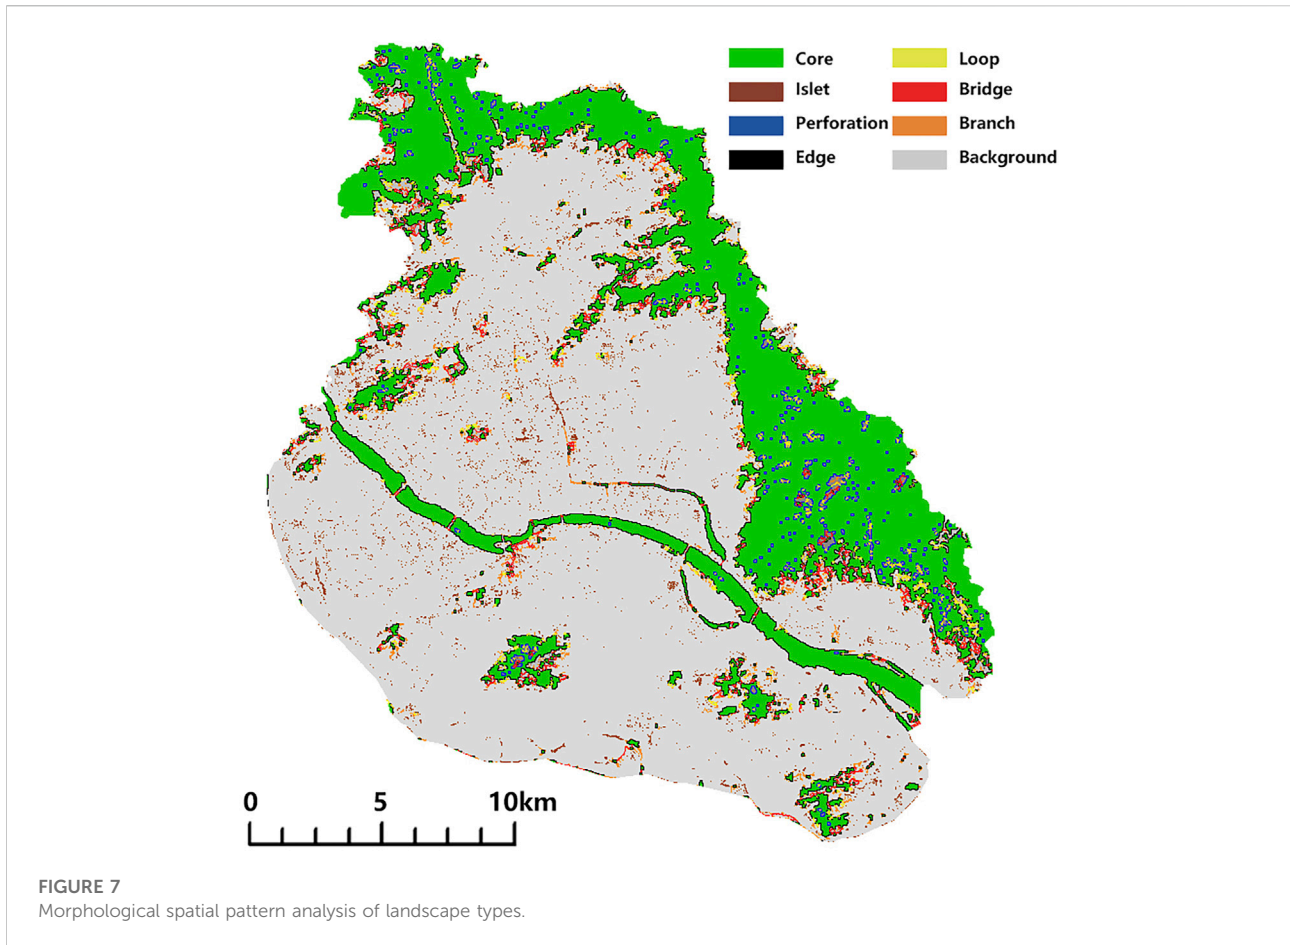 Core
Loop
Islet
Bridge
Perforation
Branch
Edge
Background
0 5 10km
FIGURE 7
Morphological spatial pattern analysis of landscape types.